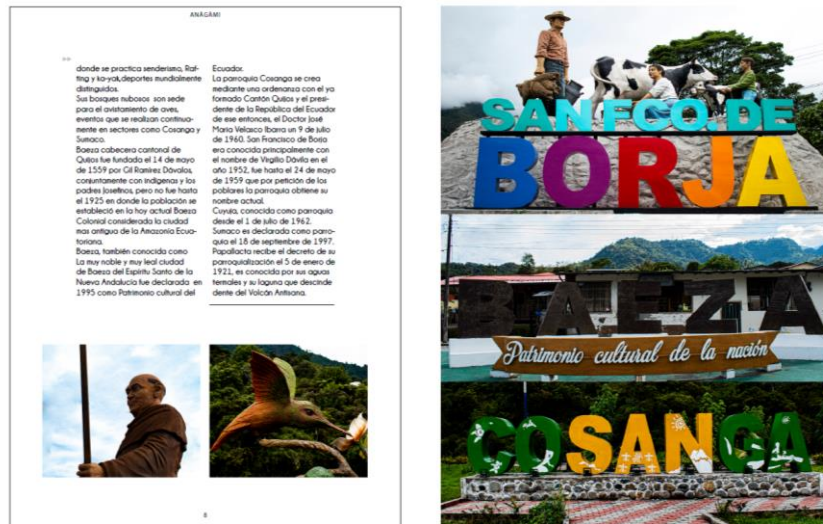 ANAGAMI
donde se practica senderismo, Raf-
ting y ka-yak,deportes mundialmente
distinguidos.
Sus bosques nubosos son sede
para el avistamiento de aves,
eventos que se realizan continua-
mente en sectores como Cosanga y
Sumaco.
Baeza cabecera cantonal de
Quijos fue fundada el 14 de mayo
de 1559 por Gil Ramírez Dávalos,
conjuntamente con indígenas y los
padres Josefinos, pero no fue hasta
el 1925 en donde la población se
estableció en la hoy actual Baeza
Colonial considerada la ciudad
mas antigua de la Amazonía Ecua-
toriana.
Baeza, también conocida como
La muy noble y muy leal ciudad
de Baeza del Espíritu Santo de la
Nueva Andalucía fue declarada en
1995 como Patrimonio cultural del
Ecuador.
La parroquia Cosanga se crea
mediante una ordenanza con el ya
formado Cantón Quijos y el presi-
dente de la República del Ecuador
de ese entonces, el Doctor José
María Velasco Ibarra un 9 de julio
de 1960. San Francisco de Borja
era conocida principalmente con
el nombre de Virgilio Dávila en el
año 1952, fue hasta el 24 de mayo
de 1959 que por petición de los
poblares la parroquia obtiene su
nombre actual.
Cuyuja, conocida como parroquia
desde el 1 de julio de 1962.
Sumaco es declarada como parro-
quia el 18 de septiembre de 1997.
Papallacta recibe el decreto de su
parroquialización el 5 de enero de
1921, es conocida por sus aguas
termales y su laguna que descinde
dente del Volcán Antisana.
8
SAN FCO. DE
BORJA
BAEZA
Patrimonio cultural de la nación
COSANGA